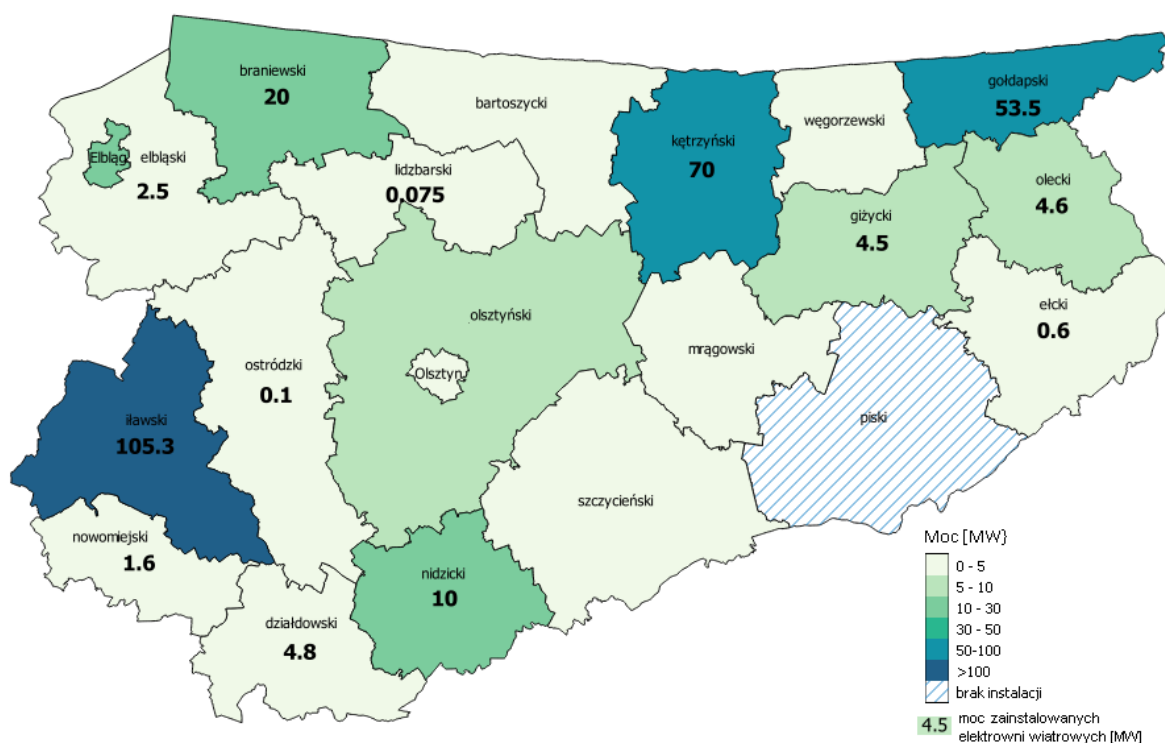 braniewski
20
bartoszycki
gołdapski
53.5
węgorzewski
kętrzyński
70
Elbląg
elbląski
2.5
lidzbarski
0.075
olecki
4.6
giżycki
4.5
ełcki
0.6
olsztyński
mrągowski
ostródzki
0.1
Olsztyn
iławski
105.3
piski
szczycieński
nowomiejski
1.6
nidzicki
10
działdowski
4.8
Moc [MW}
0 - 5
5 - 10
10 - 30
30 - 50
50-100
>100
brak instalacji
4.5 moc zainstalowanych
elektrowni wiatrowych [MW]